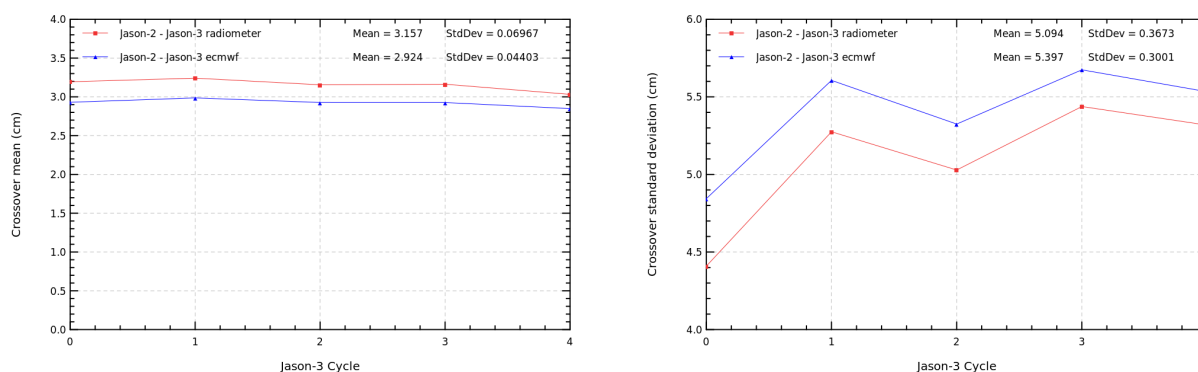 4.0
Jason-2 - Jason-3 radiometer Mean = 3.157 StdDev = 0.06967
Jason-2 - Jason-3 ecmwf Mean = 2.924 StdDev = 0.04403
3.5
3.0
2.5
2.0
1.5
1.0
0.5
0.0
Crossover mean (cm)
0 1 2 3 4
Jason-3 Cycle
6.0
Jason-2 - Jason-3 radiometer Mean = 5.094 StdDev = 0.3673
Jason-2 - Jason-3 ecmwf Mean = 5.397 StdDev = 0.3001
5.5
5.0
4.5
4.0
Crossover standard deviation (cm)
0 1 2 3
Jason-3 Cycle